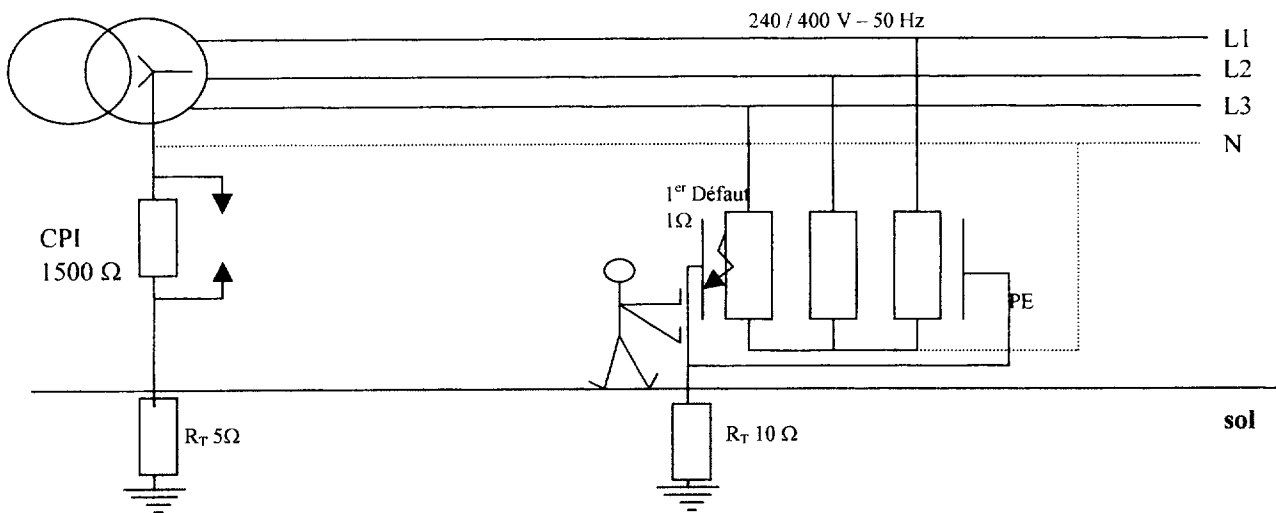 240 / 400 V – 50 Hz
L1
L2
L3
N
1er Défaut
1Ω
CPI
1500 Ω
PE
sol
RT 5Ω
RT 10 Ω